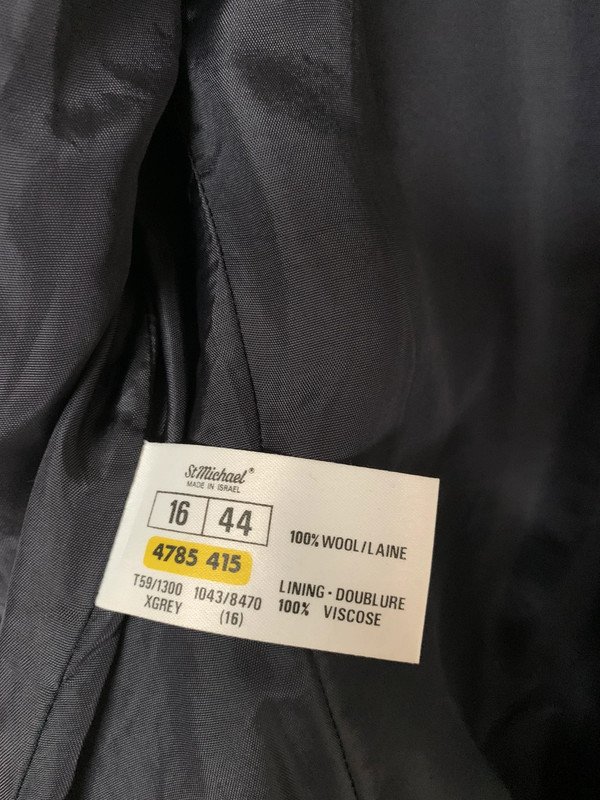 St Michael®
MADE IN ISRAEL
16 44
4785 415
T59/1300 1043/8470
XGREY (16)
100% WOOL/LAINE
LINING · DOUBLURE
100% VISCOSE